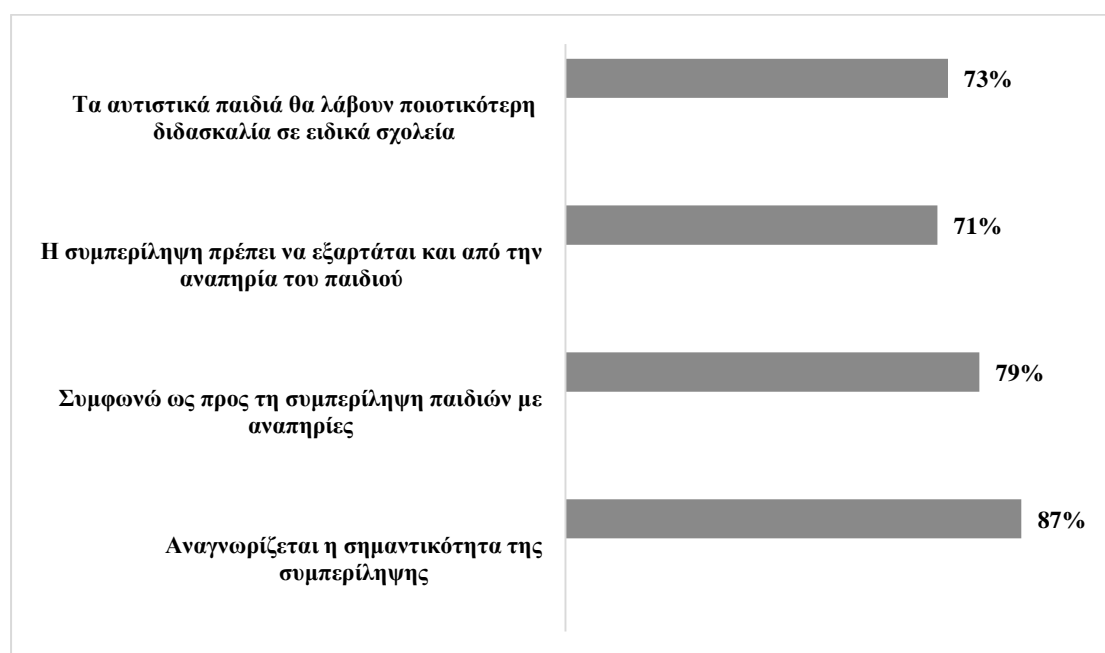 73%
Τα αυτιστικά παιδιά θα λάβουν ποιοτικότερη
διδασκαλία σε ειδικά σχολεία
71%
Η συμπερίληψη πρέπει να εξαρτάται και από την
αναπηρία του παιδιού
79%
Συμφωνώ ως προς τη συμπερίληψη παιδιών με
αναπηρίες
87%
Αναγνωρίζεται η σημαντικότητα της
συμπερίληψης